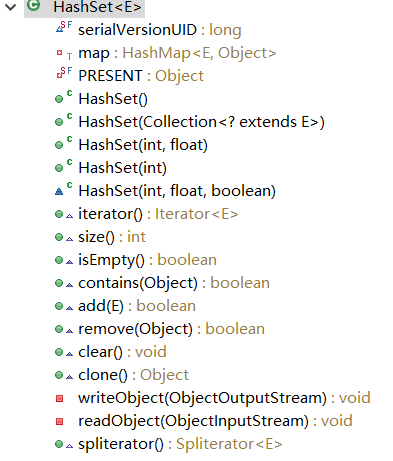 HashSet<E>
serialVersionUID : long
map : HashMap<E, Object>
PRESENT : Object
HashSet()
HashSet(Collection<? extends E>)
HashSet(int, float)
HashSet(int)
HashSet(int, float, boolean)
iterator() : Iterator<E>
size() : int
isEmpty() : boolean
contains(Object) : boolean
add(E) : boolean
remove(Object) : boolean
clear() : void
clone() : Object
writeObject(ObjectOutputStream) : void
readObject(ObjectInputStream) : void
spliterator() : Spliterator<E>